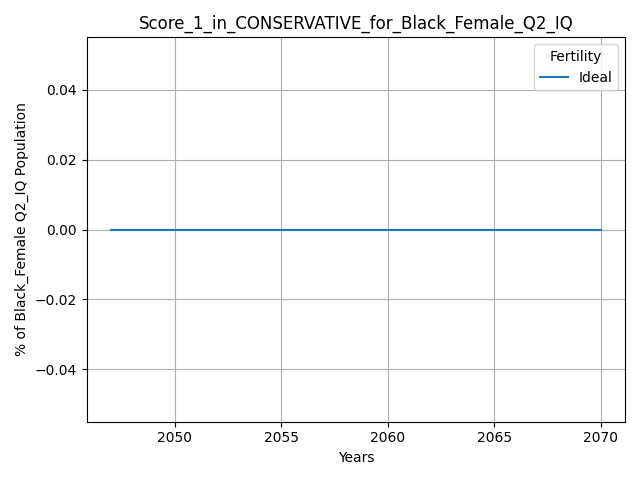 Score_1_in_CONSERVATIVE_for_Black_Female_Q2_IQ
Fertility
Ideal
% of Black_Female Q2_IQ Population
0.04
0.02
0.00
−0.02
−0.04
2050 2055 2060 2065 2070
Years